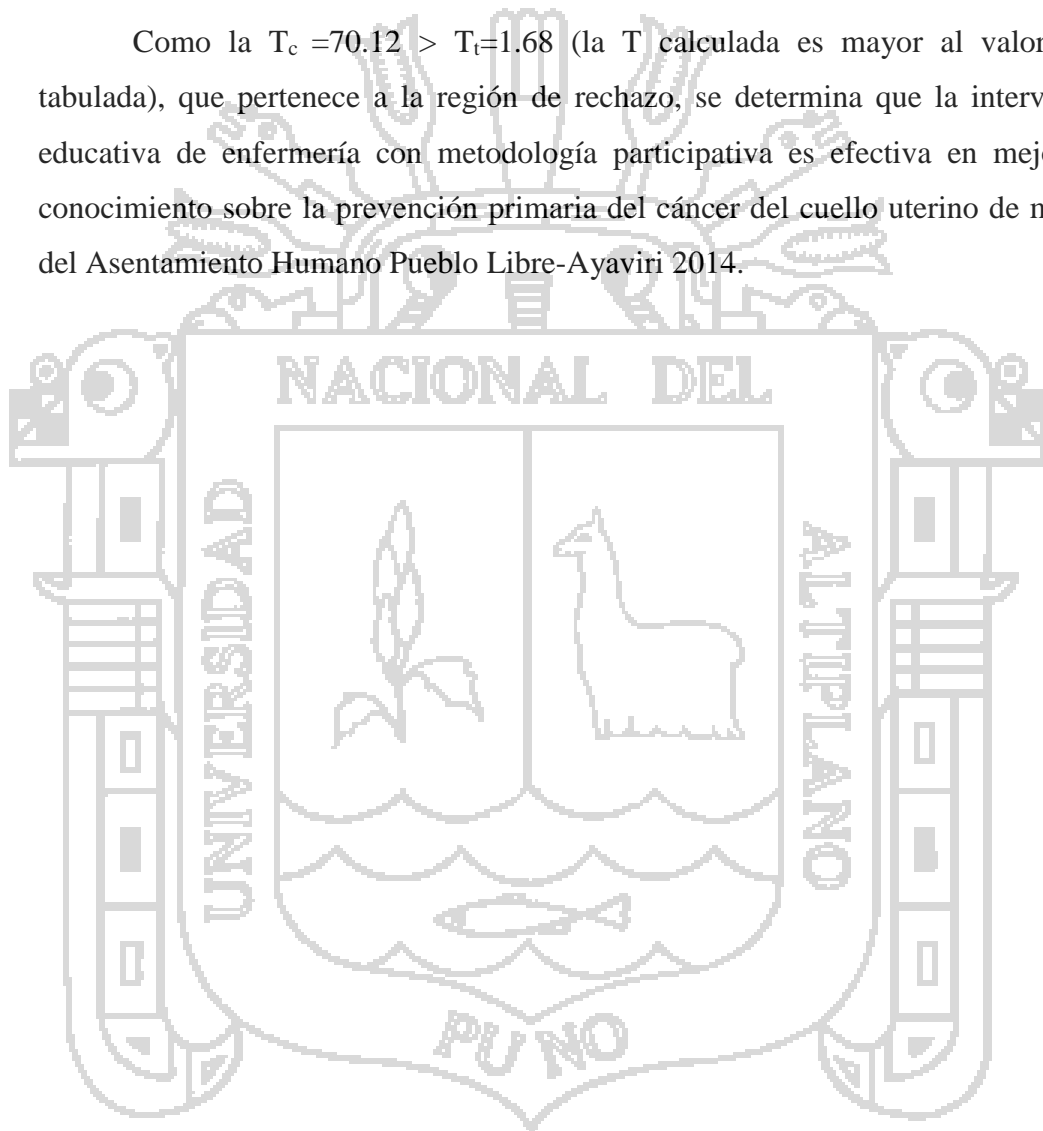 Como la Tc =70.12 > Tt=1.68 (la T calculada es mayor al valor
tabulada), que pertenece a la región de rechazo, se determina que la interv
educativa de enfermería con metodología participativa es efectiva en mej
conocimiento sobre la prevención primaria del cáncer del cuello uterino de
del Asentamiento Humano Pueblo Libre-Ayaviri 2014.
NACIONAL DEL
UNIVERSIDAD
ALTIPLANO
PUNO